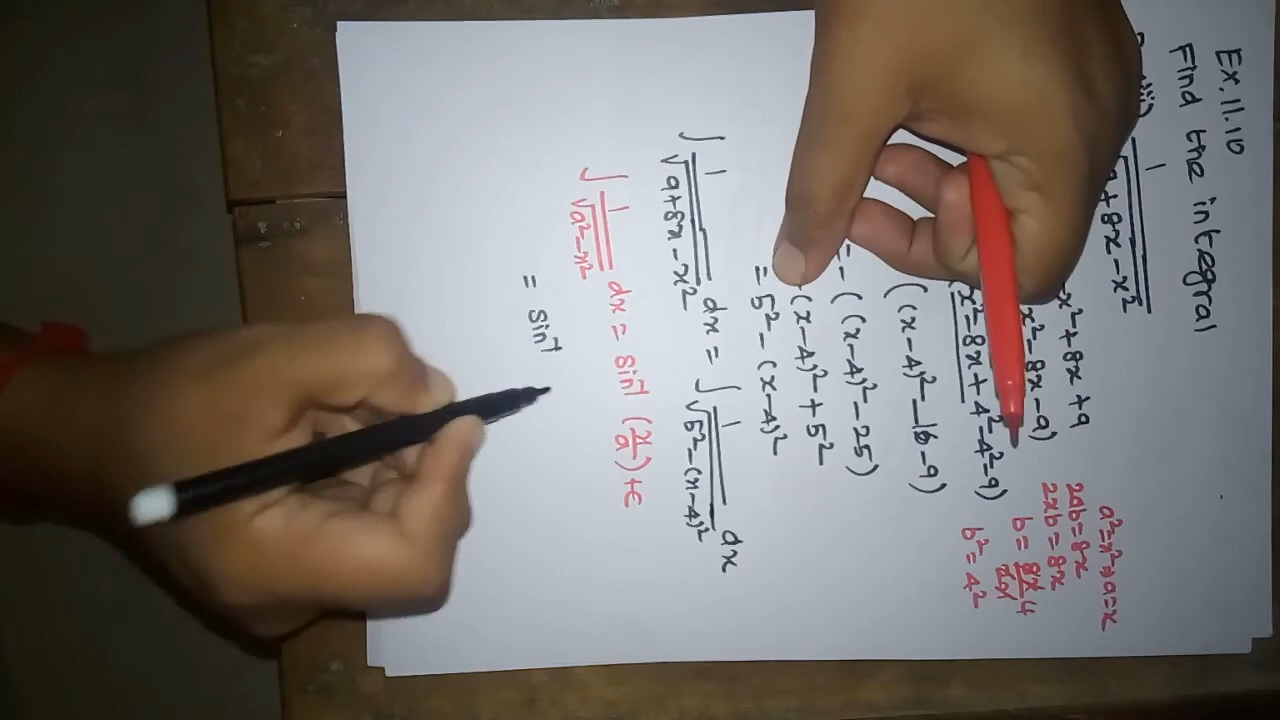 Ex.11.10
Find the integral
1
+ 8x - x²
-x² + 8x + 9
x² - 8x - 9)
x² - 8x + 4² - 4² - 9)
((x-4)² - 16 - 9)
= - ((x-4)² - 25)
-(x-4)² + 5²
= 5² - (x-4)²
a² = x² → a = x
2ab = 8x
2xb = 8x
b = 8x/2x 4
b² = 4²
∫ 1/√(9+8x-x²) dx = ∫ 1/√(5²-(x-4)²) dx
∫ 1/√(a²-x²) dx = sin⁻¹ (x/a) + c
= sin⁻¹